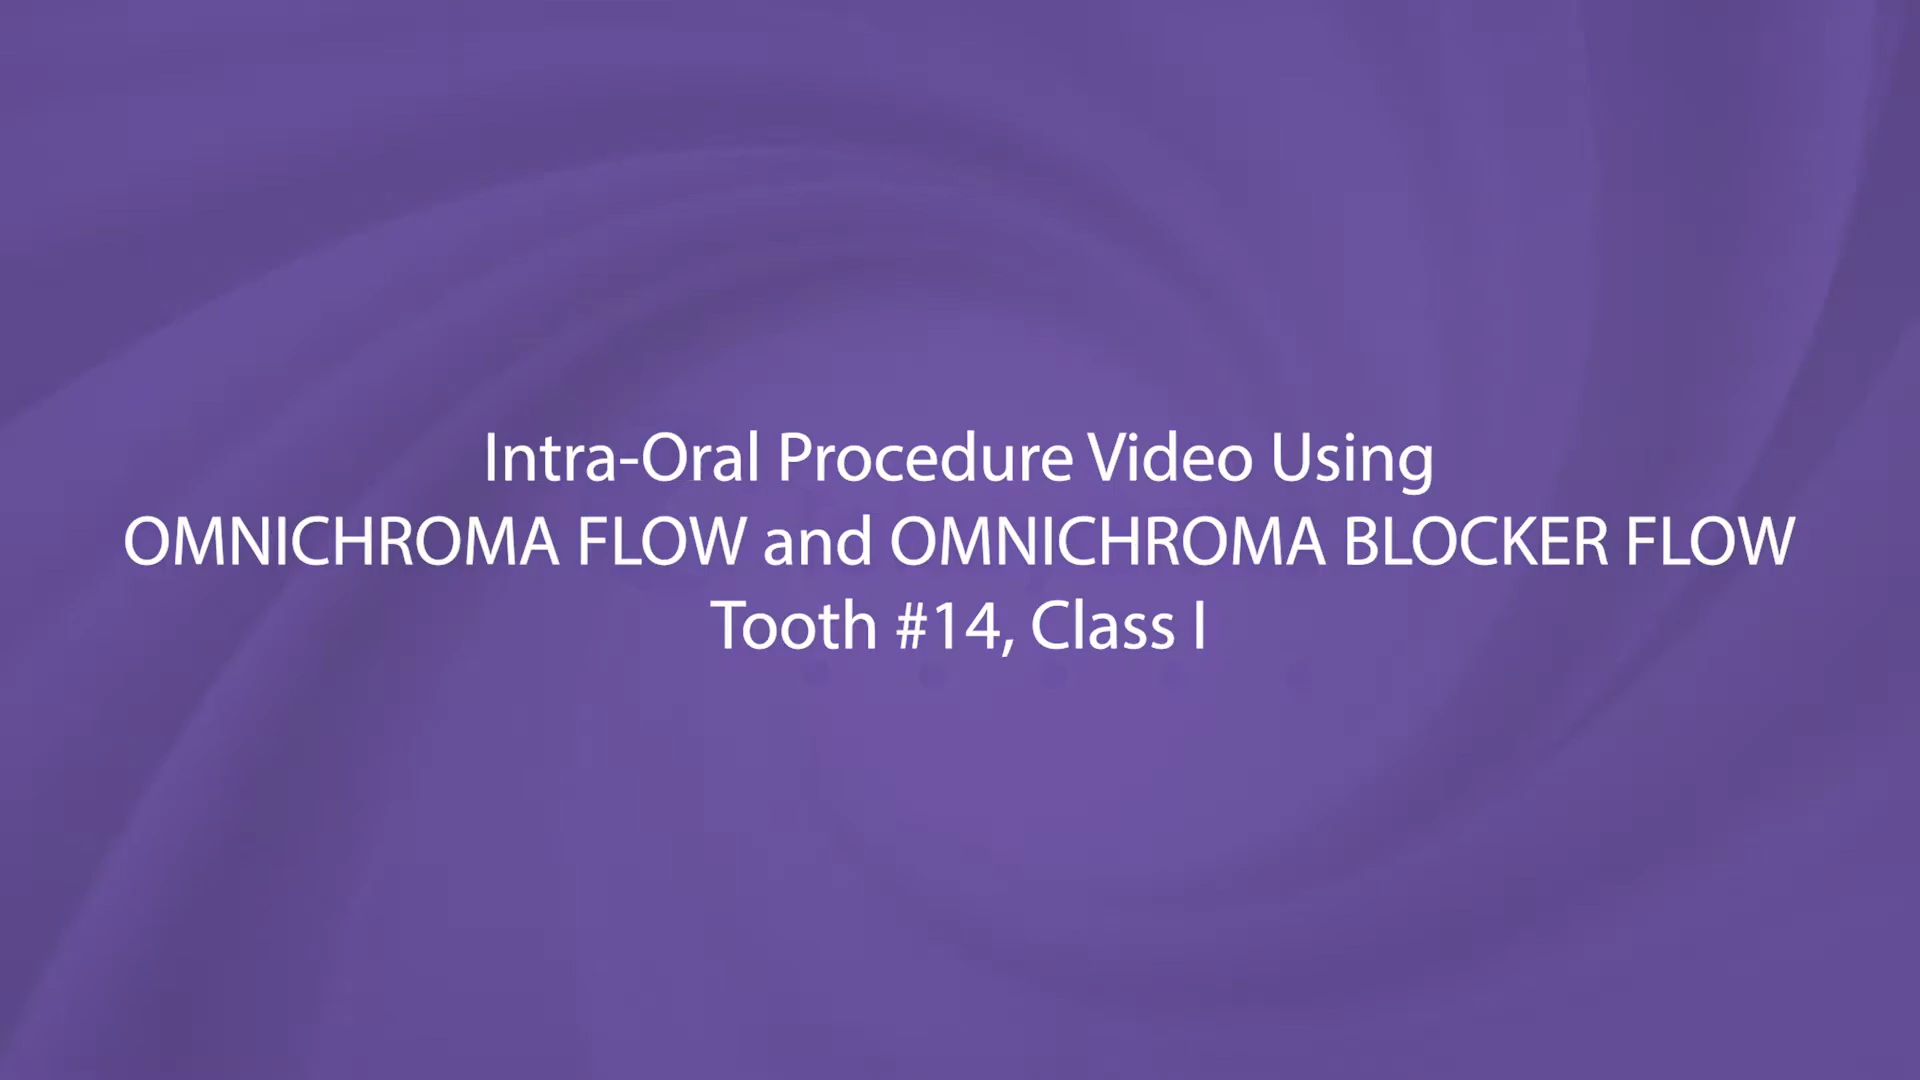 Intra-Oral Procedure Video Using
OMNICHROMA FLOW and OMNICHROMA BLOCKER FLOW
Tooth #14, Class I